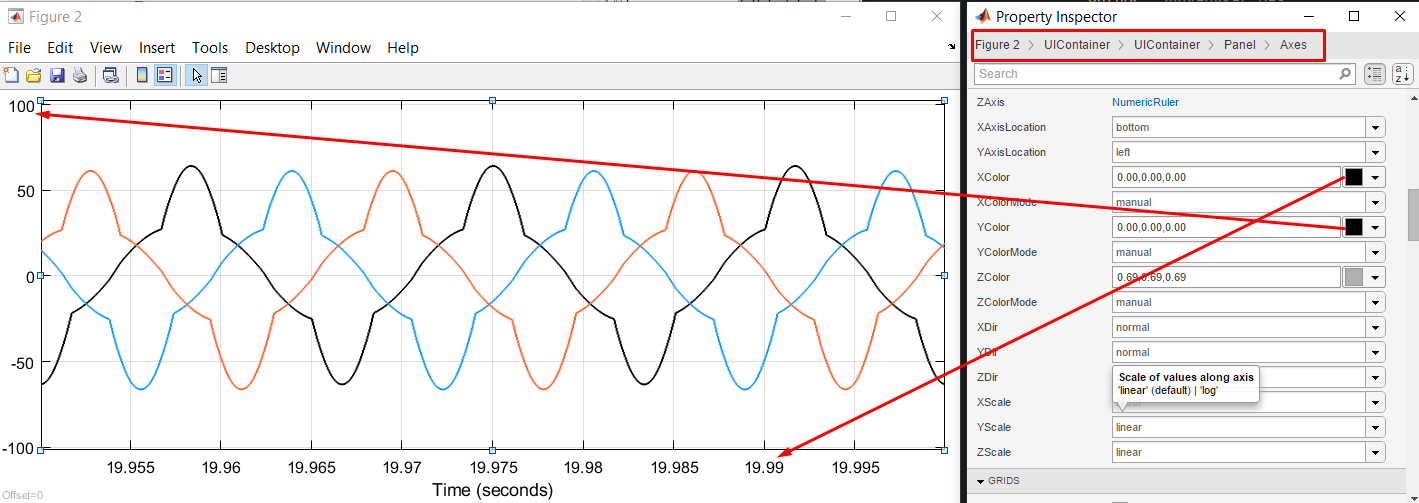 Figure 2
File Edit View Insert Tools Desktop Window Help
100
50
0
-50
-100
19.955 19.96 19.965 19.97 19.975 19.98 19.985 19.99 19.995
Time (seconds)
Offset=0
Property Inspector
Figure 2 > UIContainer > UIContainer > Panel > Axes
Search
a
z
ZAxis NumericRuler
XAxisLocation bottom
YAxisLocation left
XColor 0.00,0.00,0.00
XColorMode manual
YColor 0.00,0.00,0.00
YColorMode manual
ZColor 0.69,0.69,0.69
ZColorMode manual
XDir normal
YDir normal
ZDir
Scale of values along axis
'linear' (default) | 'log'
XScale
YScale linear
ZScale linear
GRIDS